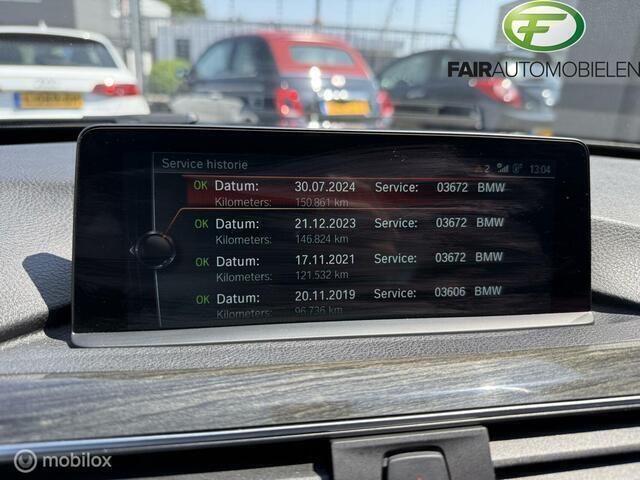 FAIRAUTOMOBIELEN
Service historie 2 13:04
OK Datum: 30.07.2024 Service: 03672 BMW
Kilometers: 150.861 km
OK Datum: 21.12.2023 Service: 03672 BMW
Kilometers: 146.824 km
OK Datum: 17.11.2021 Service: 03672 BMW
Kilometers: 121.532 km
OK Datum: 20.11.2019 Service: 03606 BMW
Kilometers: 96.736 km
mobilox